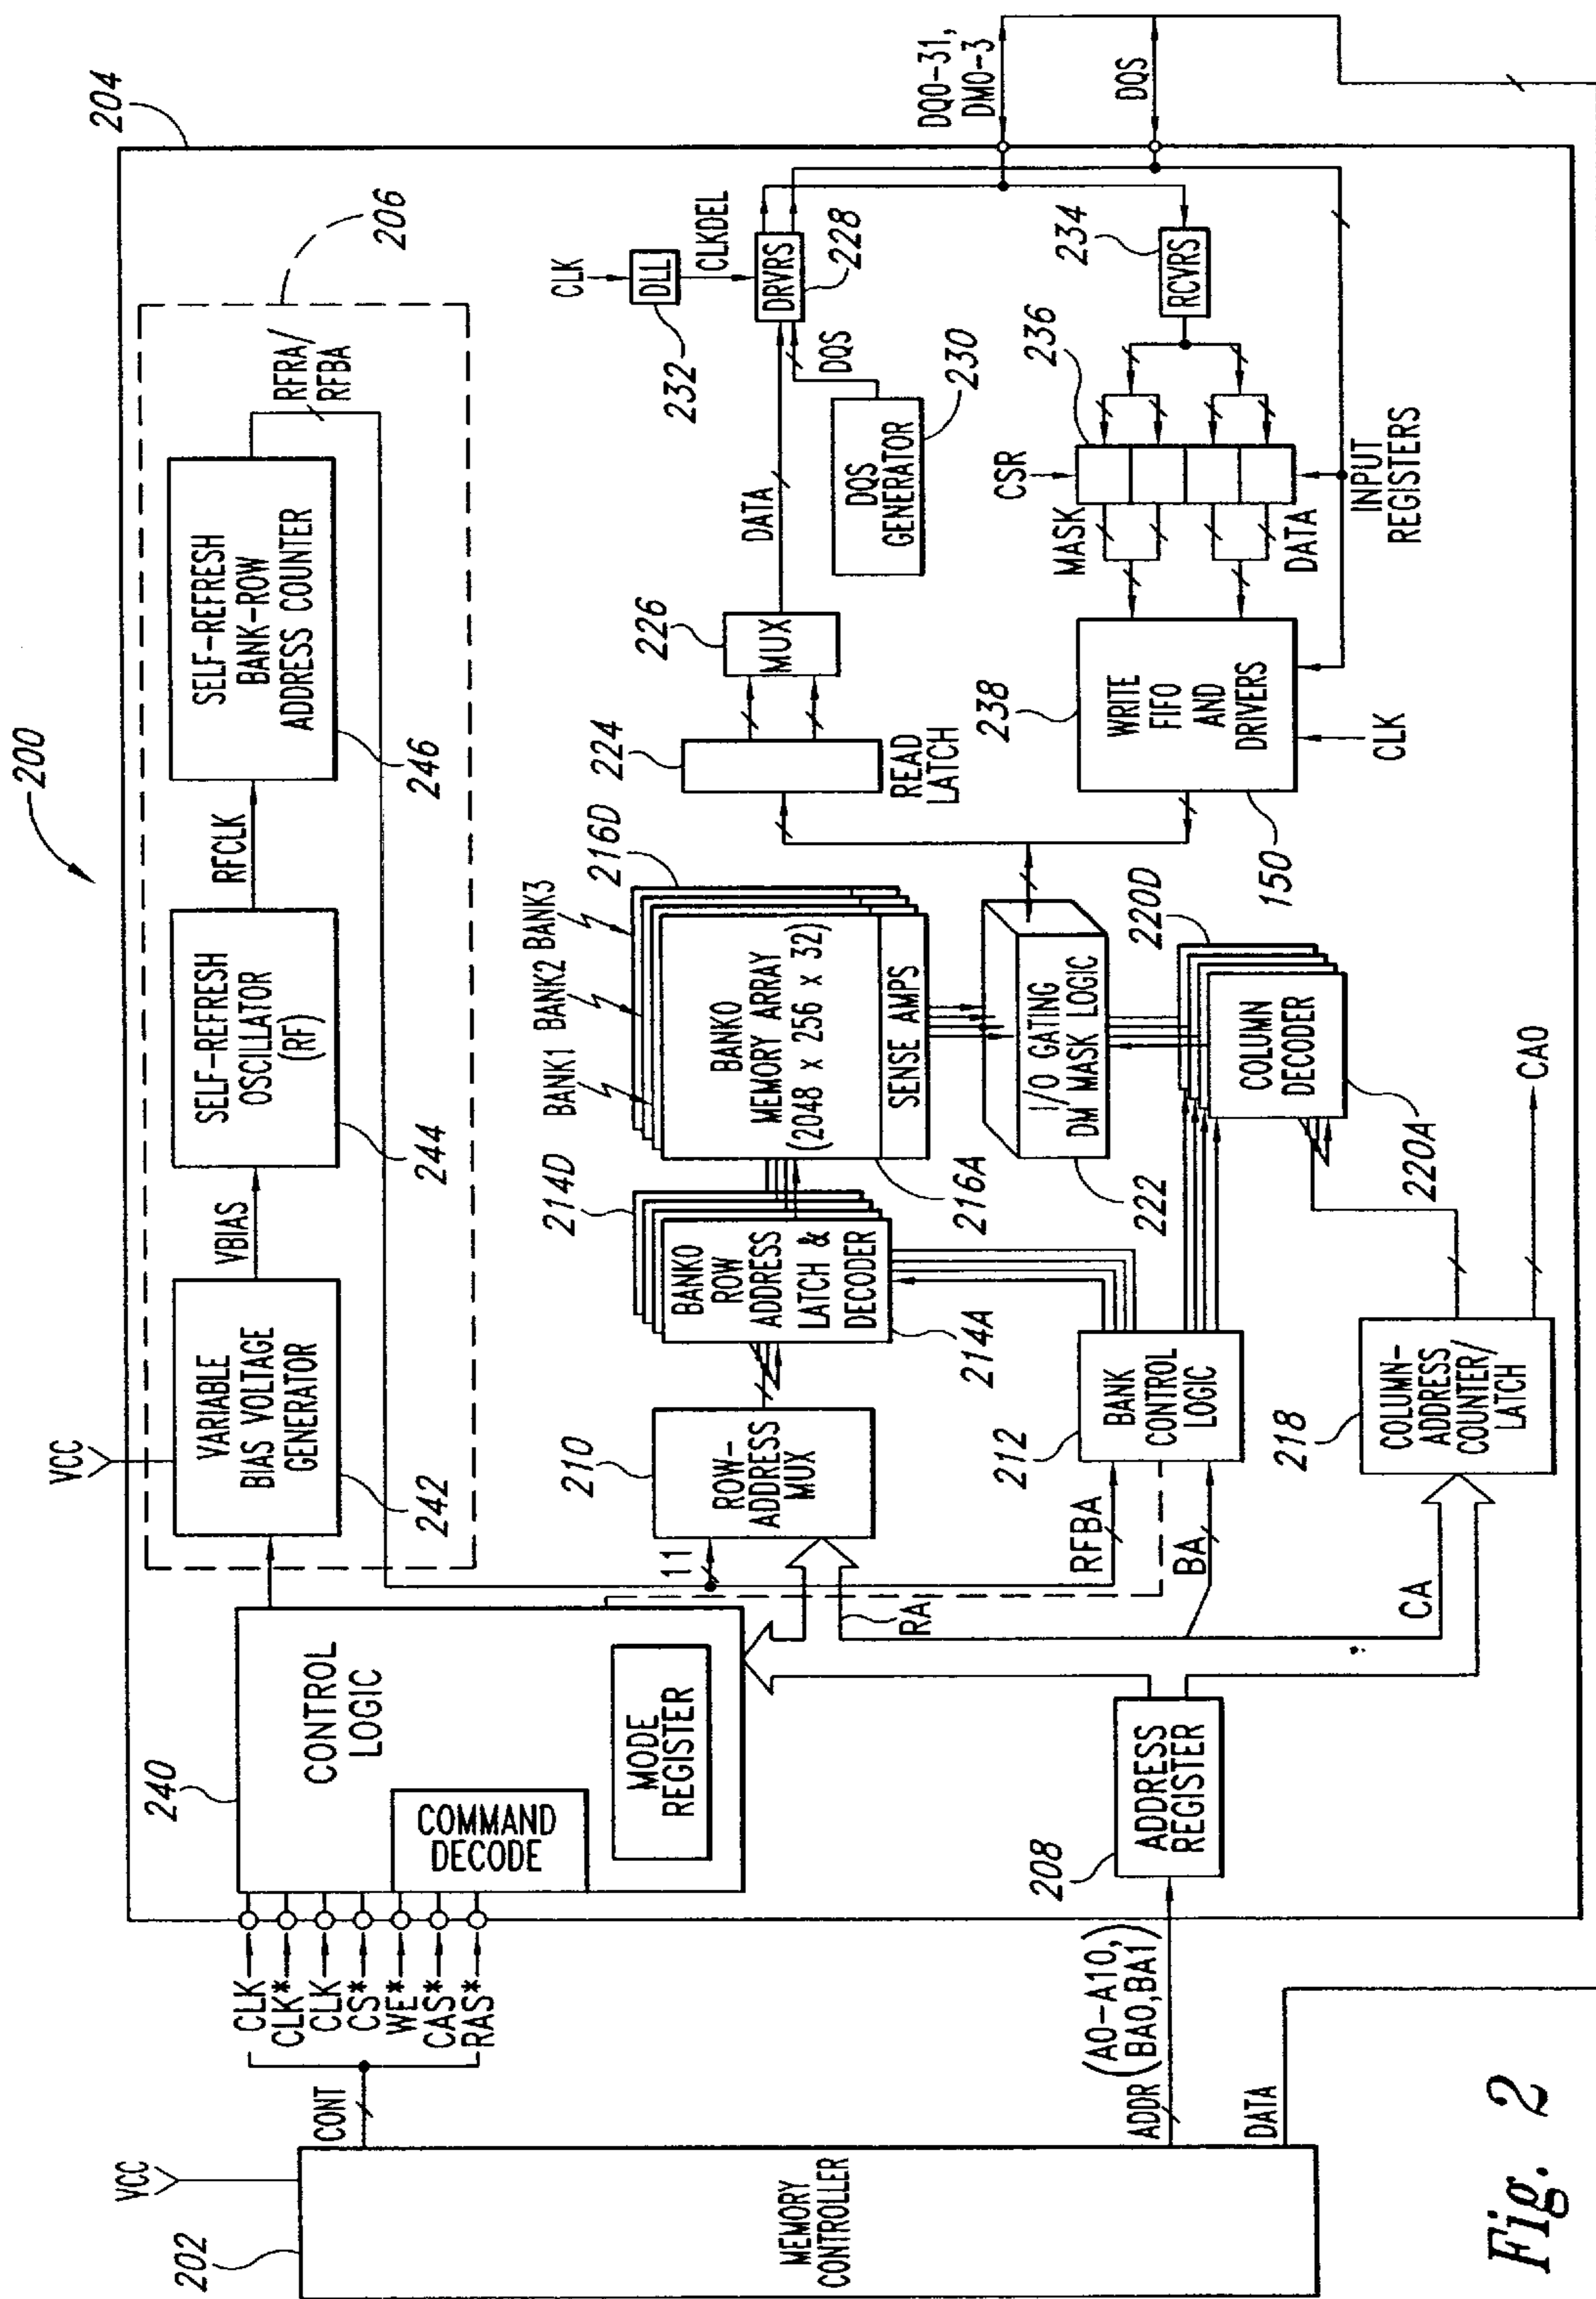 200
204
206
VCC
VARIABLE
BIAS VOLTAGE
GENERATOR
242
VBIAS
SELF-REFRESH
OSCILLATOR
(RF)
244
RFCLK
SELF-REFRESH
BANK-ROW
ADDRESS COUNTER
246
RFRA/
RFBA
VCC
202
MEMORY
CONTROLLER
CONT
CLK
CLK*
CLK
CS*
WE*
CAS*
RAS*
240
CONTROL
LOGIC
COMMAND
DECODE
MODE
REGISTER
ADDR
(A0-A10,
BA0,BA1)
DATA
208
ADDRESS
REGISTER
11
RA
RFBA
BA
CA
210
ROW-
ADDRESS
MUX
212
BANK
CONTROL
LOGIC
218
COLUMN-
ADDRESS
COUNTER/
LATCH
CA0
214D
BANK0
ROW
ADDRESS
LATCH &
DECODER
214A
BANK1
BANK2
BANK3
216D
BANK0
MEMORY ARRAY
(2048 x 256 x 32)
SENSE AMPS
216A
I/O GATING
DM MASK LOGIC
222
220D
COLUMN
DECODER
220A
224
READ
LATCH
226
MUX
DATA
CLK
DLL
232
CLKDEL
DRVRS
228
DQS
DQS
GENERATOR
230
234
RCVRS
236
CSR
MASK
DATA
INPUT
REGISTERS
238
WRITE
FIFO
AND
DRIVERS
CLK
150
DQ0-31,
DM0-3
DQS
Fig. 2